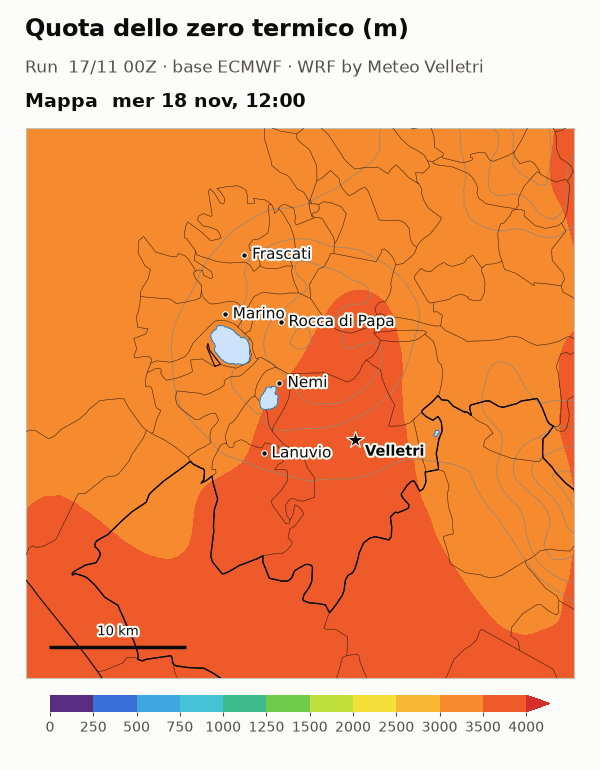 Quota dello zero termico (m)
Run  17/11 00Z · base ECMWF · WRF by Meteo Velletri
Mappa  mer 18 nov, 12:00
Frascati
Marino
Rocca di Papa
Nemi
Velletri
Lanuvio
10 km
0 250 500 750 1000 1250 1500 2000 2500 3000 3500 4000